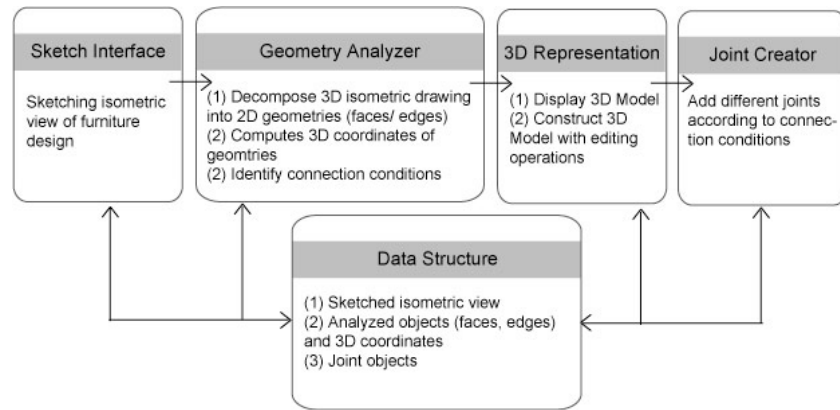 Sketch Interface
Sketching isometric
view of furniture
design
Geometry Analyzer
(1) Decompose 3D isometric drawing
into 2D geometries (faces/ edges)
(2) Computes 3D coordinates of
geomtries
(2) Identify connection conditions
3D Representation
(1) Display 3D Model
(2) Construct 3D
Model with editing
operations
Joint Creator
Add different joints
according to connec-
tion conditions
Data Structure
(1) Sketched isometric view
(2) Analyzed objects (faces, edges)
and 3D coordinates
(3) Joint objects